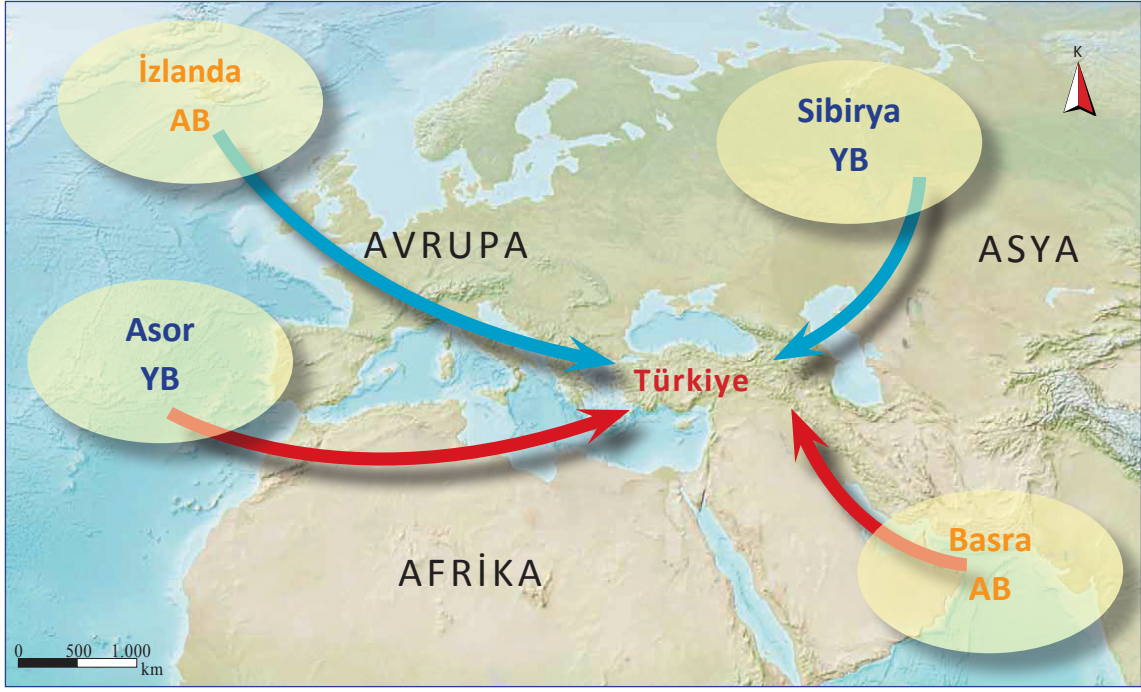 İzlanda
AB
K
Sibirya
YB
AVRUPA
ASYA
Asor
YB
Türkiye
Basra
AB
AFRİKA
0 500 1.000
km